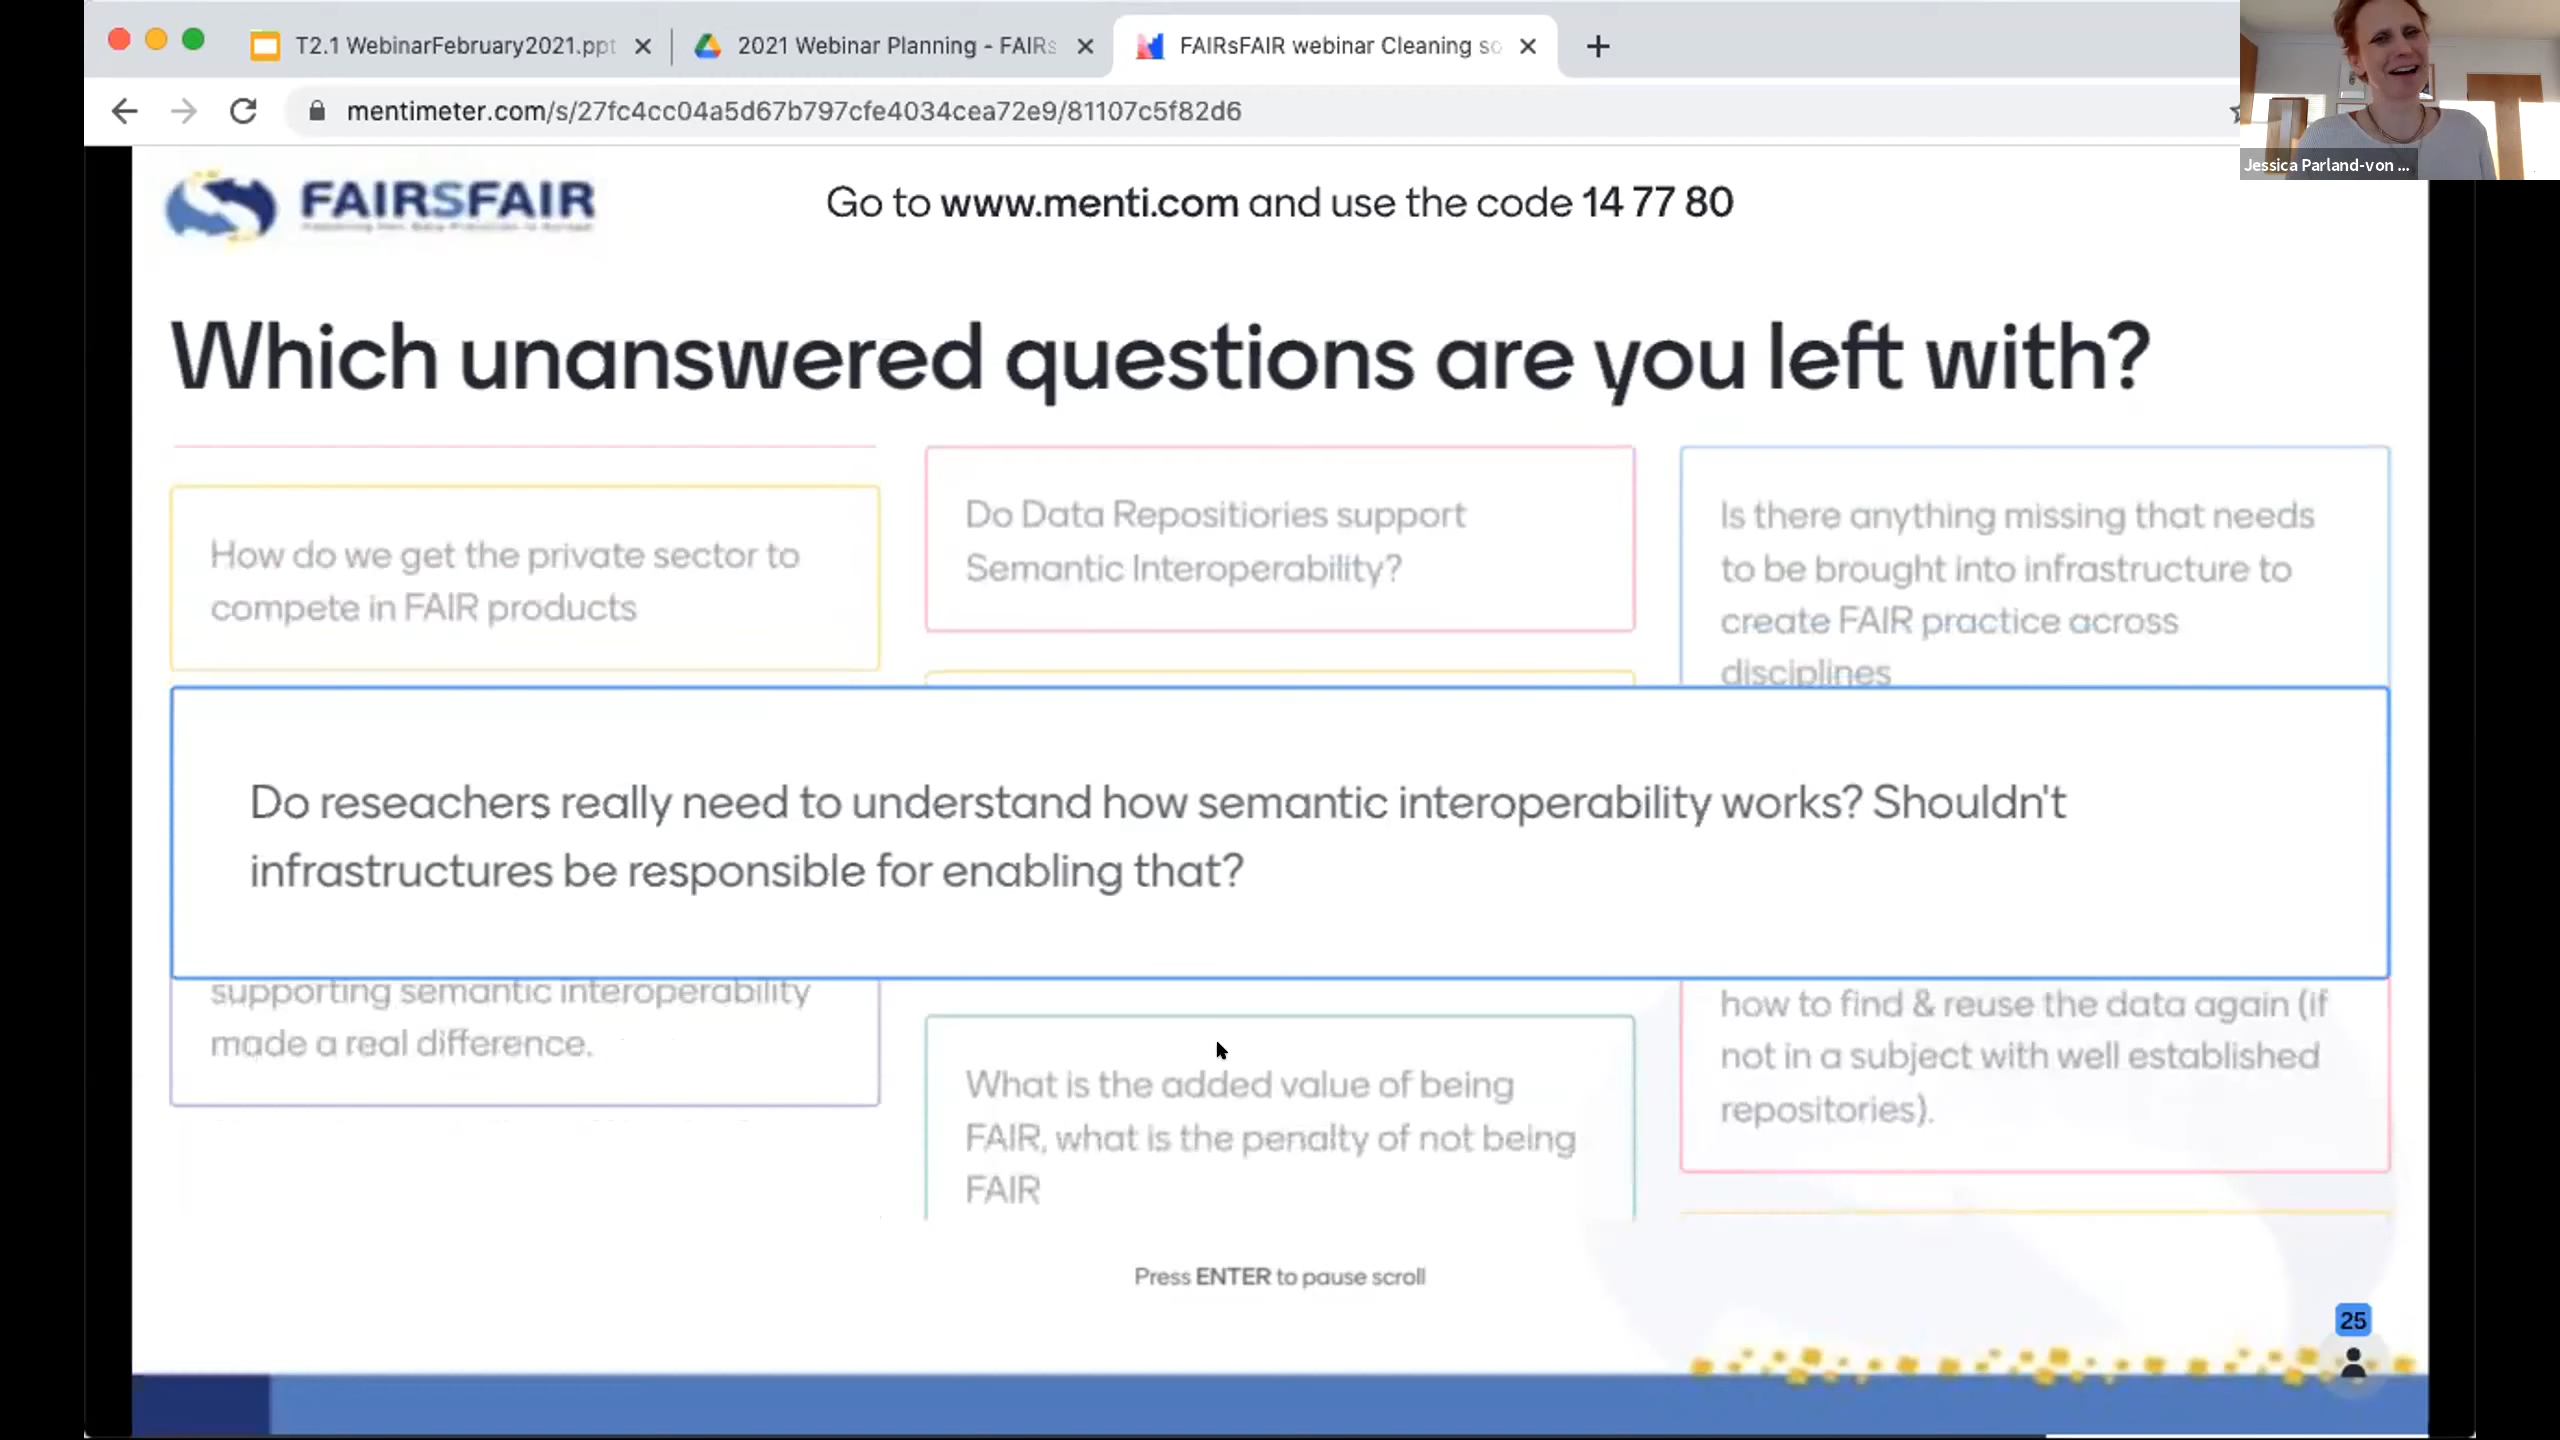 T2.1 WebinarFebruary2021.ppt
2021 Webinar Planning - FAIRs
FAIRsFAIR webinar Cleaning so
mentimeter.com/s/27fc4cc04a5d67b797cfe4034cea72e9/81107c5f82d6
Jessica Parland-von ...
FAIRSFAIR
Go to www.menti.com and use the code 14 77 80
Which unanswered questions are you left with?
How do we get the private sector to
compete in FAIR products
Do Data Repositiories support
Semantic Interoperability?
Is there anything missing that needs
to be brought into infrastructure to
create FAIR practice across
disciplines
Do reseachers really need to understand how semantic interoperability works? Shouldn't
infrastructures be responsible for enabling that?
supporting semantic interoperability
made a real difference.
What is the added value of being
FAIR, what is the penalty of not being
FAIR
how to find & reuse the data again (if
not in a subject with well established
repositories).
Press ENTER to pause scroll
25